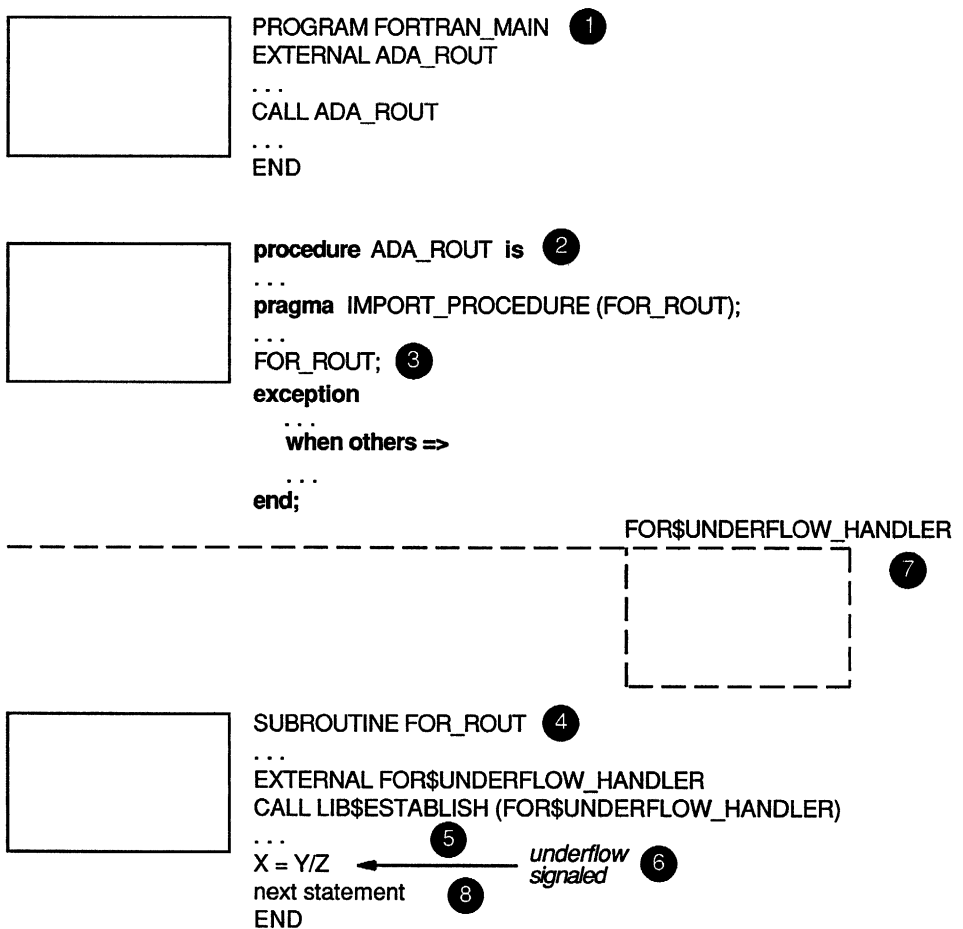 PROGRAM FORTRAN_MAIN 1
EXTERNAL ADA_ROUT
. . .
CALL ADA_ROUT
. . .
END
procedure ADA_ROUT is 2
. . .
pragma IMPORT_PROCEDURE (FOR_ROUT);
. . .
FOR_ROUT; 3
exception
. . .
when others =>
. . .
end;
FOR$UNDERFLOW_HANDLER
7
SUBROUTINE FOR_ROUT 4
. . .
EXTERNAL FOR$UNDERFLOW_HANDLER
CALL LIB$ESTABLISH (FOR$UNDERFLOW_HANDLER)
. . . 5
X = Y/Z underflow signaled 6
next statement 8
END